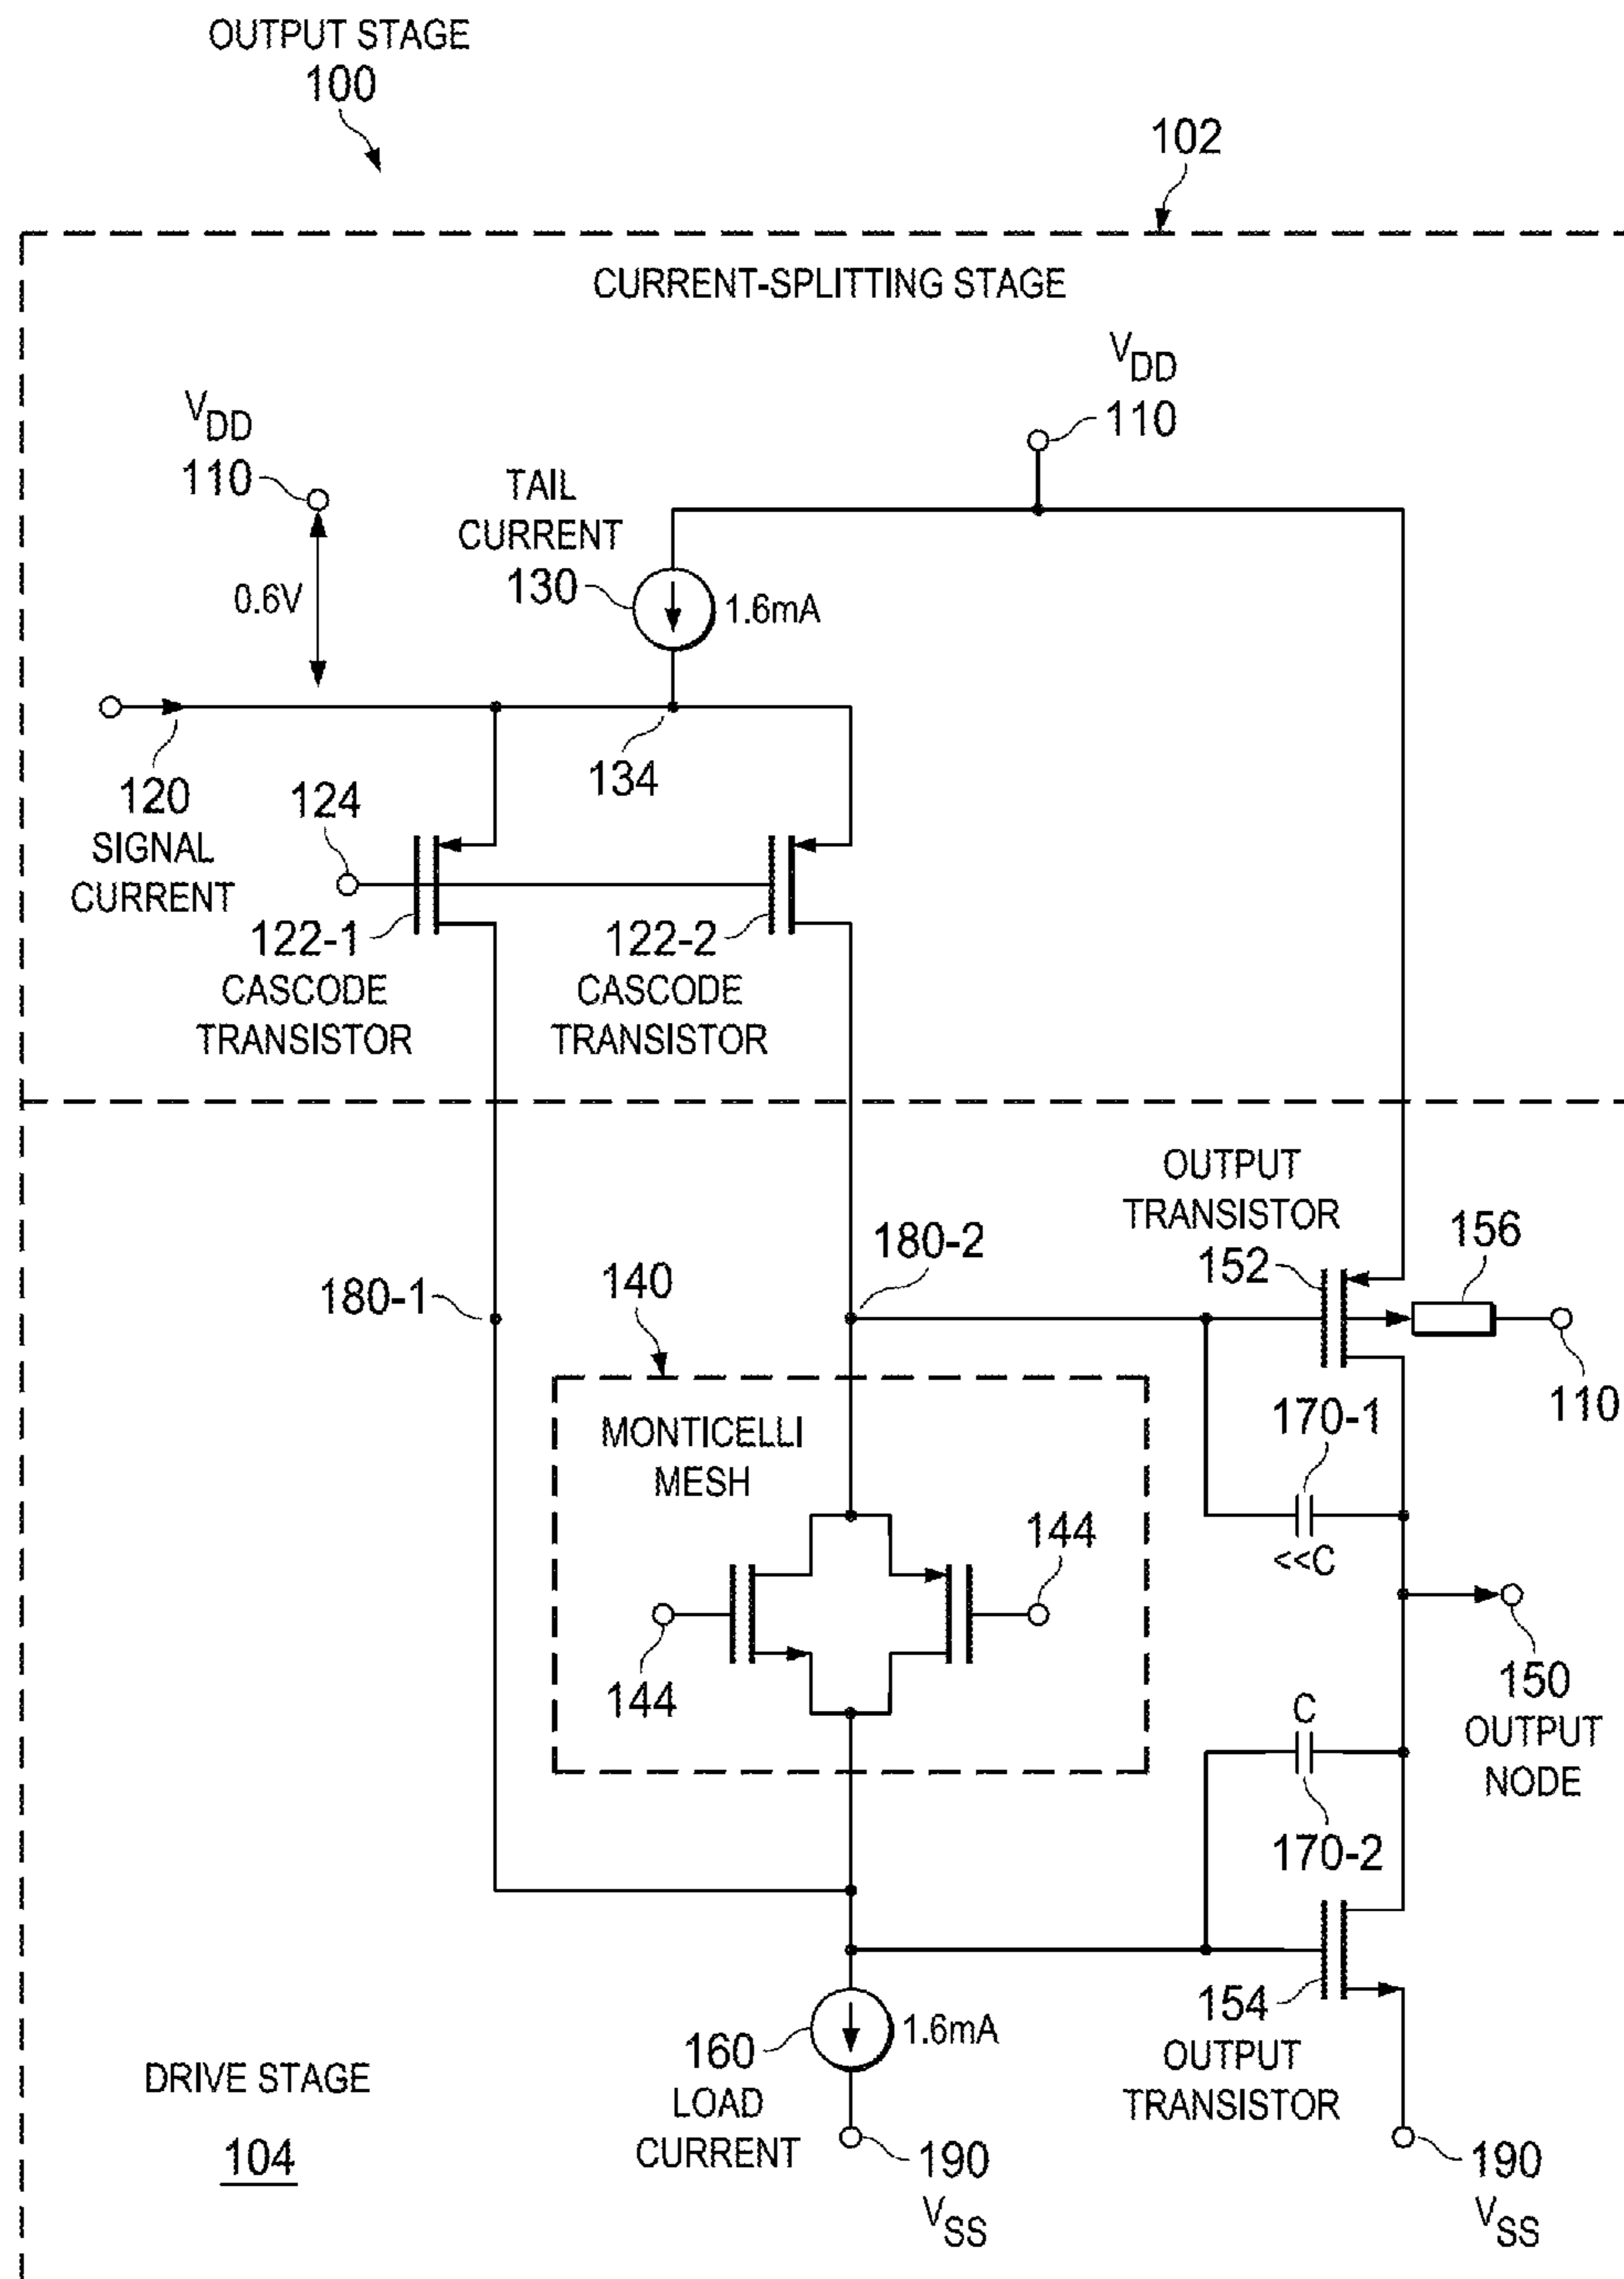 OUTPUT STAGE
100
102
CURRENT-SPLITTING STAGE
VDD
110
VDD
110
TAIL
CURRENT
130
1.6mA
0.6V
134
120
SIGNAL
CURRENT
124
122-1
CASCODE
TRANSISTOR
122-2
CASCODE
TRANSISTOR
OUTPUT
TRANSISTOR
152
156
110
180-1
180-2
140
MONTICELLI
MESH
144
144
170-1
<<C
150
OUTPUT
NODE
C
170-2
154
OUTPUT
TRANSISTOR
160
LOAD
CURRENT
1.6mA
190
VSS
190
VSS
DRIVE STAGE
104